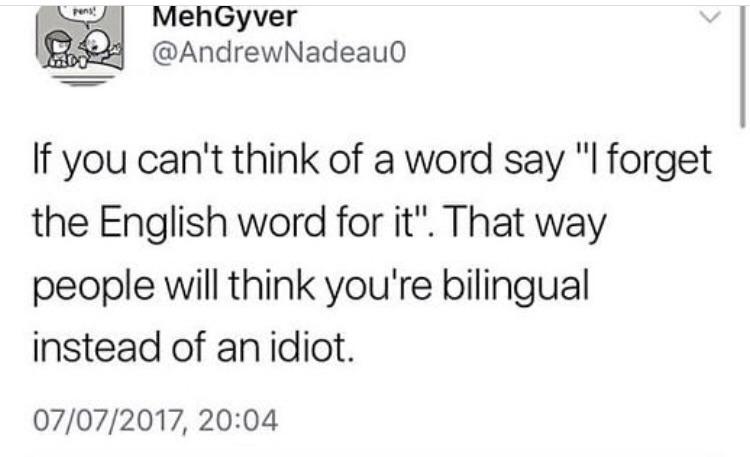 pens!
MehGyver
@AndrewNadeau0
If you can't think of a word say "I forget
the English word for it". That way
people will think you're bilingual
instead of an idiot.
07/07/2017, 20:04